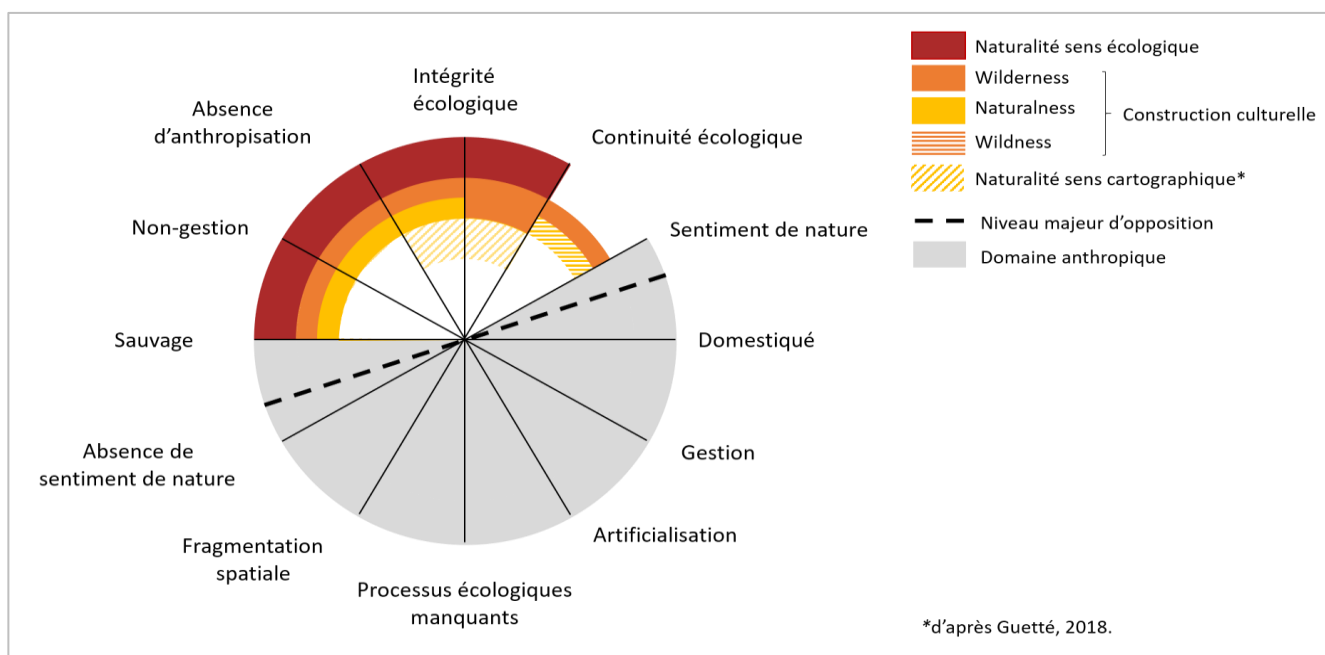 Intégrité
écologique
Absence
d’anthropisation
Continuité écologique
Non-gestion
Sentiment de nature
Sauvage
Domestiqué
Absence de
sentiment de nature
Gestion
Fragmentation
spatiale
Artificialisation
Processus écologiques
manquants
Naturalité sens écologique
Wilderness
Naturalness
Construction culturelle
Wildness
Naturalité sens cartographique*
Niveau majeur d’opposition
Domaine anthropique
*d’après Guetté, 2018.